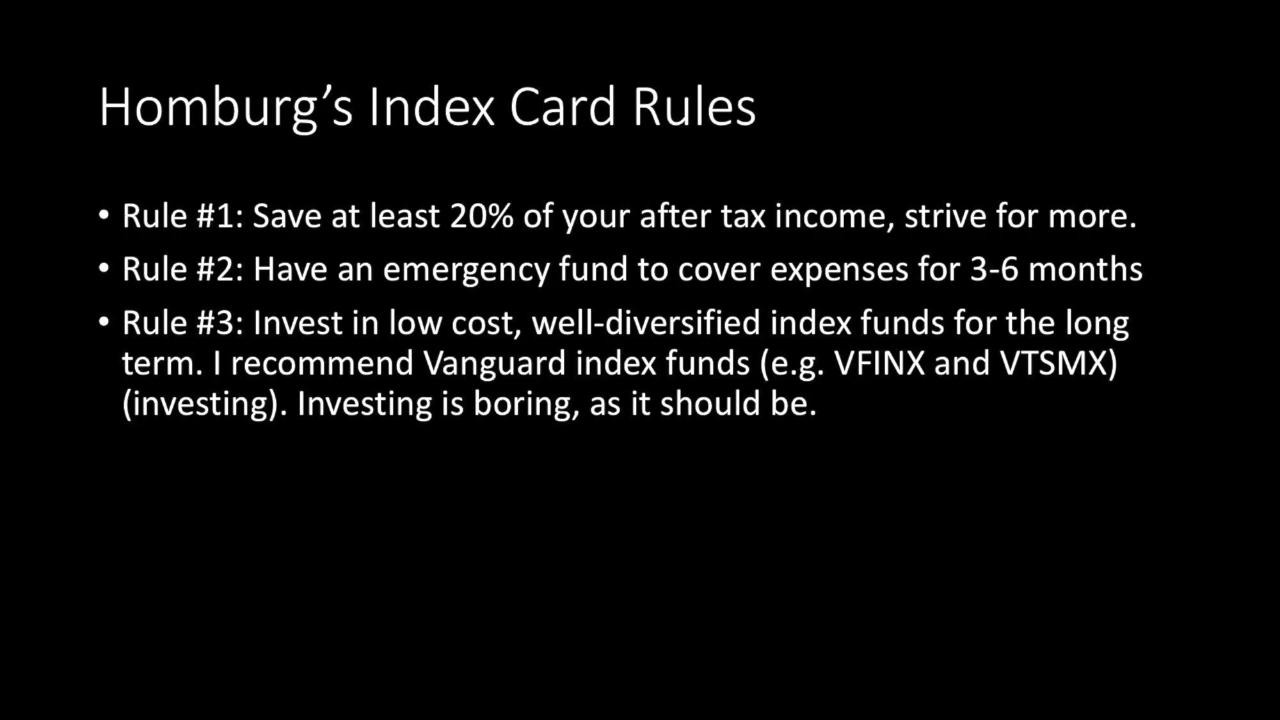 Homburg’s Index Card Rules
• Rule #1: Save at least 20% of your after tax income, strive for more.
• Rule #2: Have an emergency fund to cover expenses for 3-6 months
• Rule #3: Invest in low cost, well-diversified index funds for the long
term. I recommend Vanguard index funds (e.g. VFINX and VTSMX)
(investing). Investing is boring, as it should be.